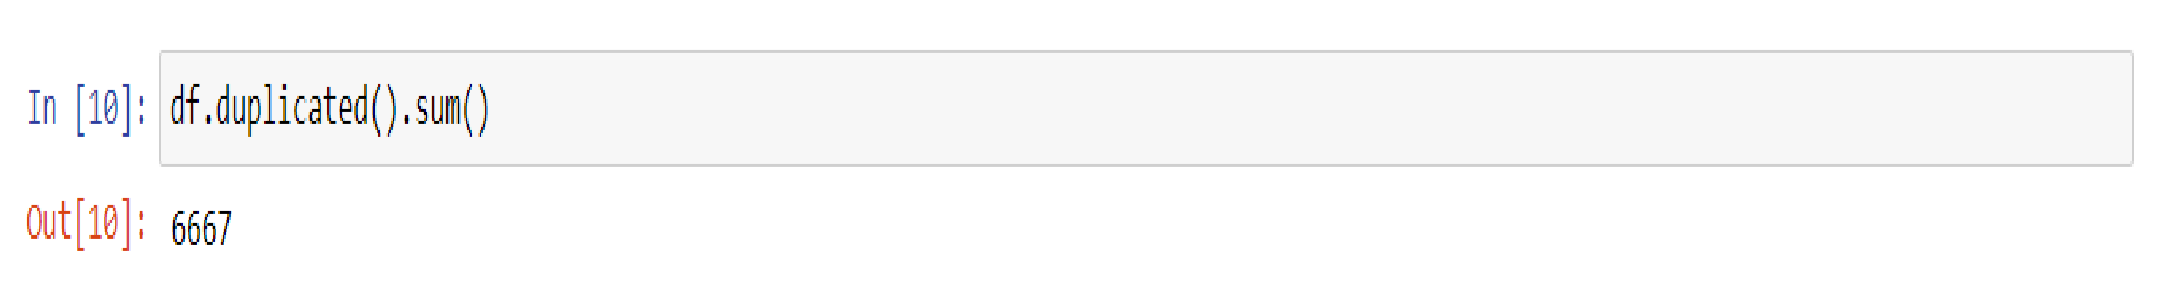 In [10]: df.duplicated().sum()
Out[10]: 6667